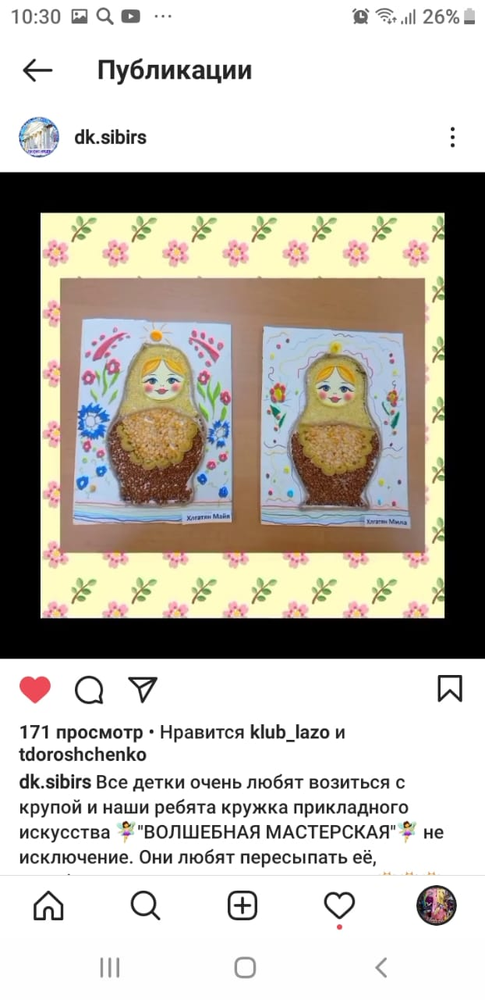 10:30 26%
Публикации
dk.sibirs
Хлгатян Майя
Хлгатян Мила
171 просмотр • Нравится klub_lazo и
tdoroshchenko
dk.sibirs Все детки очень любят возиться с
крупой и наши ребята кружка прикладного
искусства 🧚"ВОЛШЕБНАЯ МАСТЕРСКАЯ"🧚 не
исключение. Они любят пересыпать её,